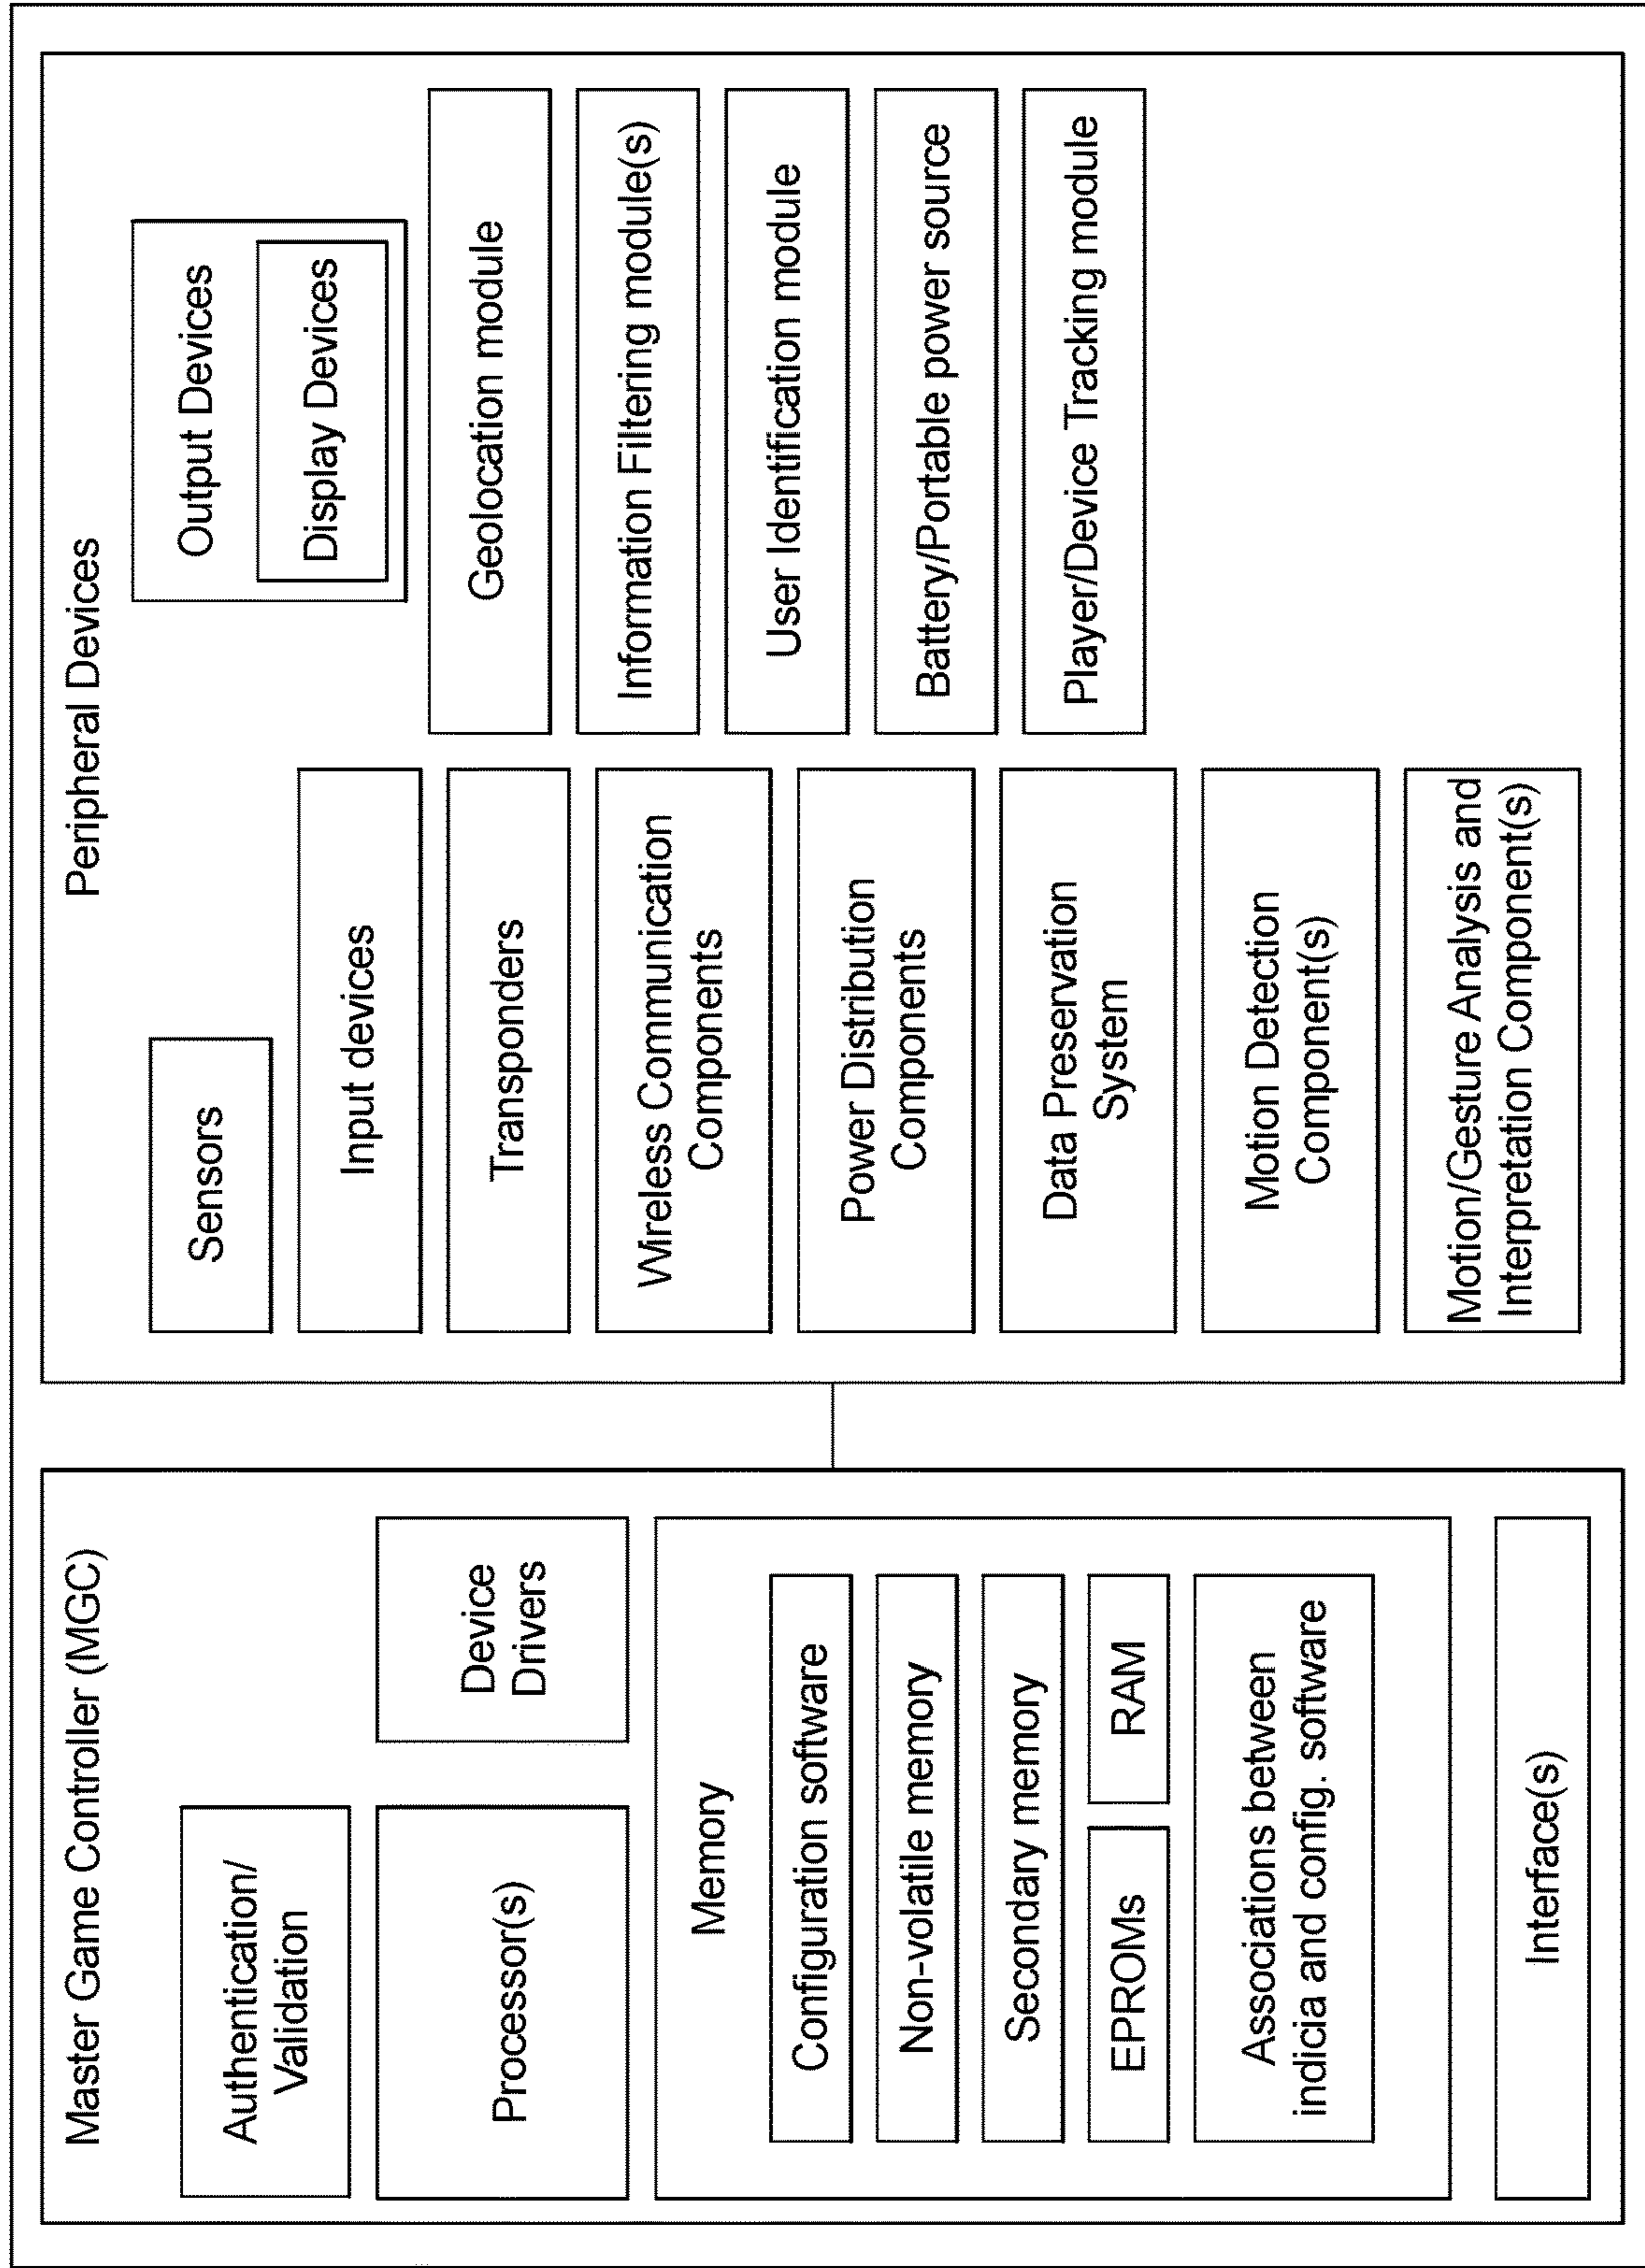 Master Game Controller (MGC)
Authentication/
Validation
Processor(s)
Device
Drivers
Memory
Configuration software
Non-volatile memory
Secondary memory
EPROMs
RAM
Associations between
indicia and config. software
Interface(s)
Peripheral Devices
Sensors
Input devices
Transponders
Wireless Communication
Components
Power Distribution
Components
Data Preservation
System
Motion Detection
Component(s)
Motion/Gesture Analysis and
Interpretation Component(s)
Output Devices
Display Devices
Geolocation module
Information Filtering module(s)
User Identification module
Battery/Portable power source
Player/Device Tracking module